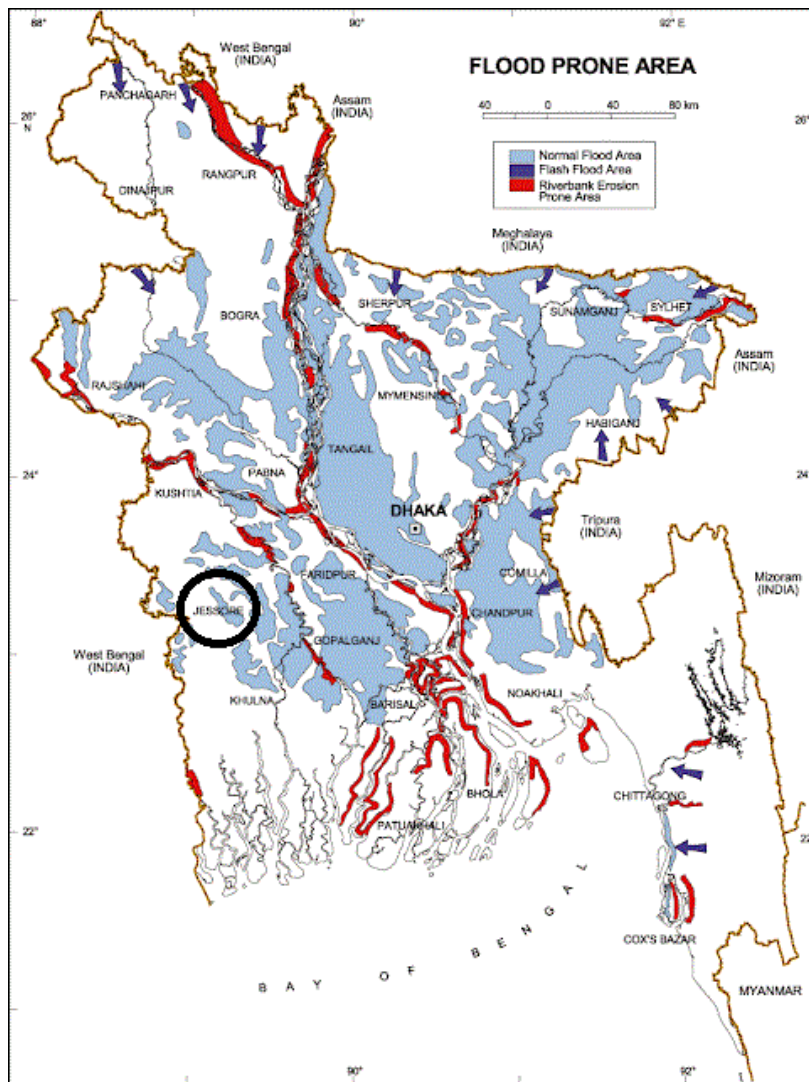 88
90
92 E
West Bengal
(INDIA)
FLOOD PRONE AREA
Assam
(INDIA)
40 0 40 80 km
26
N
26
PANCHAGARH
DINAJPUR
RANGPUR
Normal Flood Area
Flash Flood Area
Riverbank Erosion
Prone Area
Meghalaya
(INDIA)
SHERPUR
SUNAMGANJ
SYLHET
BOGRA
Assam
(INDIA)
RAJSHAHI
MYMENSIN
HABIGANJ
TANGAIL
PABNA
24
24
KUSHTIA
DHAKA
Tripura
(INDIA)
FARIDPUR
COMILLA
Mizoram
(INDIA)
JESSORE
CHANDPUR
GOPALGANJ
West Bengal
(INDIA)
KHULNA
BARISAL
NOAKHALI
BHOLA
CHITTAGONG
PATUAKHALI
22
22
COX'S BAZAR
BAY OF BENGAL
MYANMAR
90
92